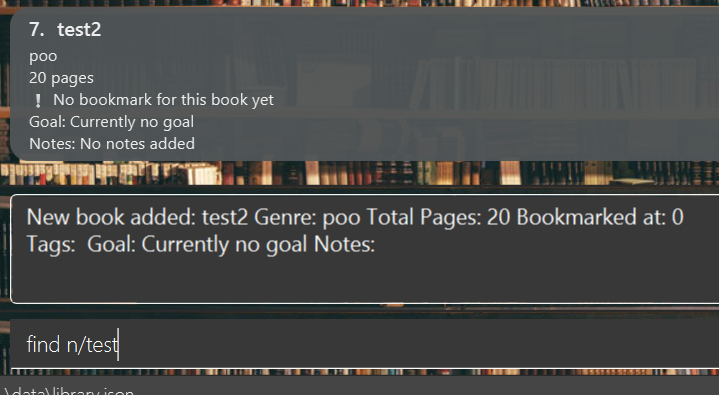 7. test2
poo
20 pages
❗ No bookmark for this book yet
Goal: Currently no goal
Notes: No notes added
New book added: test2 Genre: poo Total Pages: 20 Bookmarked at: 0
Tags:  Goal: Currently no goal Notes:
find n/test
.\data\library.json